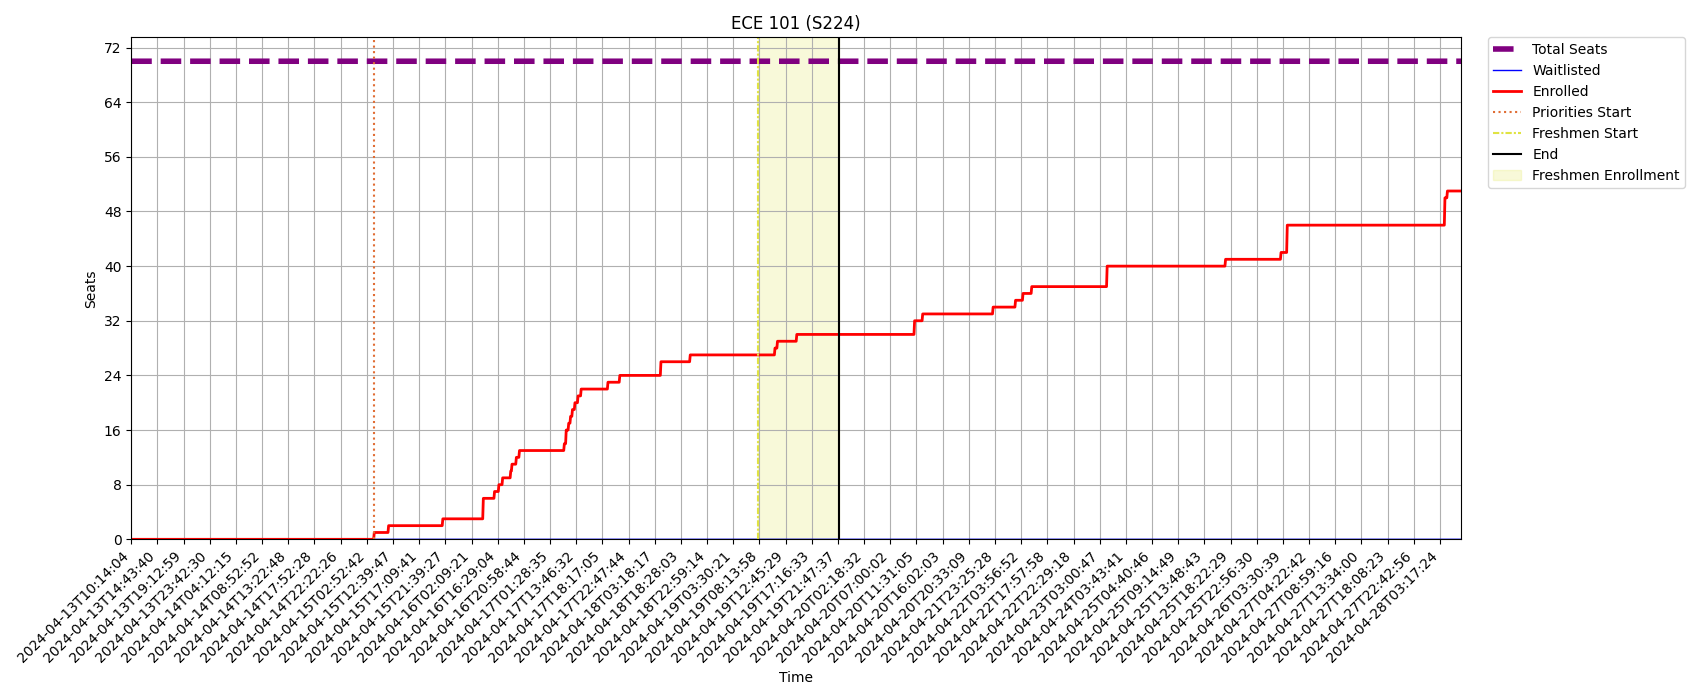 ECE 101 (S224)
72
64
56
48
40
32
24
16
8
0
Seats
2024-04-13T10:14:04
2024-04-13T14:43:40
2024-04-13T19:12:59
2024-04-13T23:42:30
2024-04-14T04:12:15
2024-04-14T08:52:52
2024-04-14T13:22:48
2024-04-14T17:52:28
2024-04-14T22:22:26
2024-04-15T02:52:42
2024-04-15T12:39:47
2024-04-15T17:09:41
2024-04-15T21:39:27
2024-04-16T02:09:21
2024-04-16T16:29:04
2024-04-16T20:58:44
2024-04-17T01:28:35
2024-04-17T13:46:32
2024-04-17T18:17:05
2024-04-17T22:47:44
2024-04-18T03:18:17
2024-04-18T18:28:03
2024-04-18T22:59:14
2024-04-19T03:30:21
2024-04-19T08:13:58
2024-04-19T12:45:29
2024-04-19T17:16:33
2024-04-19T21:47:37
2024-04-20T02:18:32
2024-04-20T07:00:02
2024-04-20T11:31:05
2024-04-20T16:02:03
2024-04-20T20:33:09
2024-04-21T23:25:28
2024-04-22T03:56:52
2024-04-22T17:57:58
2024-04-22T22:29:18
2024-04-23T03:00:47
2024-04-24T03:43:41
2024-04-25T04:40:46
2024-04-25T09:14:49
2024-04-25T13:48:43
2024-04-25T18:22:29
2024-04-25T22:56:30
2024-04-26T03:30:39
2024-04-27T04:22:42
2024-04-27T08:59:16
2024-04-27T13:34:00
2024-04-27T18:08:23
2024-04-27T22:42:56
2024-04-28T03:17:24
Time
Total Seats
Waitlisted
Enrolled
Priorities Start
Freshmen Start
End
Freshmen Enrollment